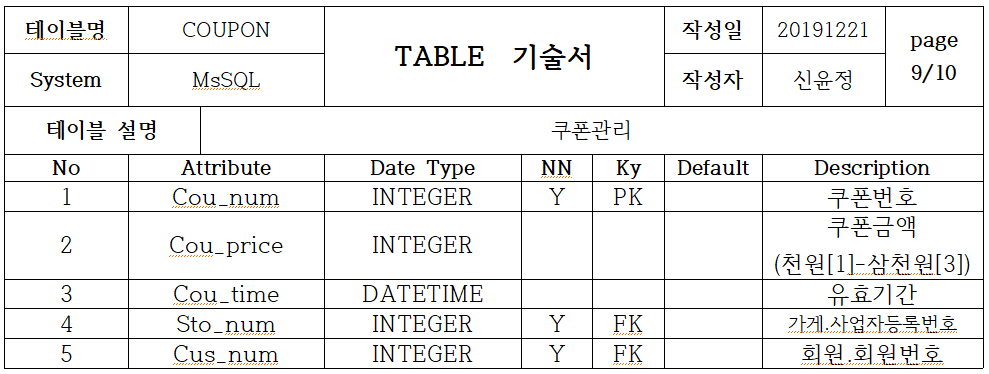 테이블명 COUPON TABLE 기술서 작성일 20191221 page 9/10
System MsSQL 작성자 신윤정
테이블 설명 쿠폰관리
No Attribute Date Type NN Ky Default Description
1 Cou_num INTEGER Y PK 쿠폰번호
2 Cou_price INTEGER 쿠폰금액
(천원[1]-삼천원[3])
3 Cou_time DATETIME 유효기간
4 Sto_num INTEGER Y FK 가게.사업자등록번호
5 Cus_num INTEGER Y FK 회원.회원번호